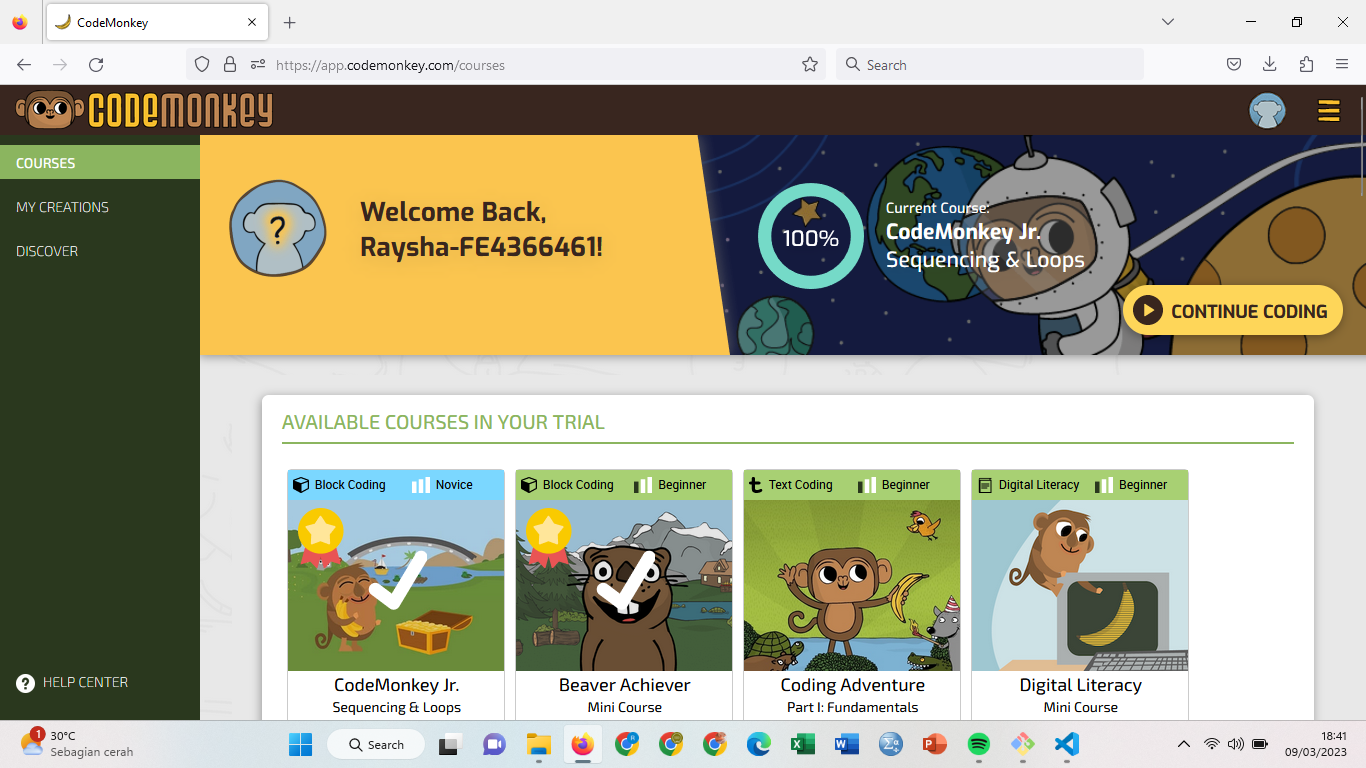 CodeMonkey
https://app.codemonkey.com/courses
Search
CODEMONKEY
COURSES
MY CREATIONS
DISCOVER
? HELP CENTER
?
Welcome Back,
Raysha-FE4366461!
100%
Current Course:
CodeMonkey Jr.
Sequencing & Loops
CONTINUE CODING
AVAILABLE COURSES IN YOUR TRIAL
Block Coding Novice
CodeMonkey Jr.
Sequencing & Loops
Block Coding Beginner
Beaver Achiever
Mini Course
t Text Coding Beginner
Coding Adventure
Part I: Fundamentals
Digital Literacy Beginner
Digital Literacy
Mini Course
1
30°C
Sebagian cerah
Search
18:41
09/03/2023